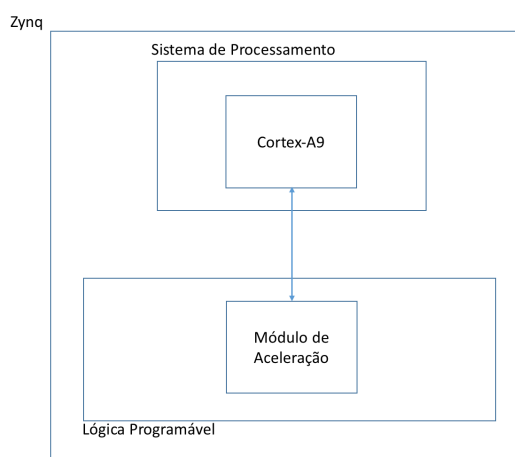 Zynq
Sistema de Processamento
Cortex-A9
Módulo de
Aceleração
Lógica Programável